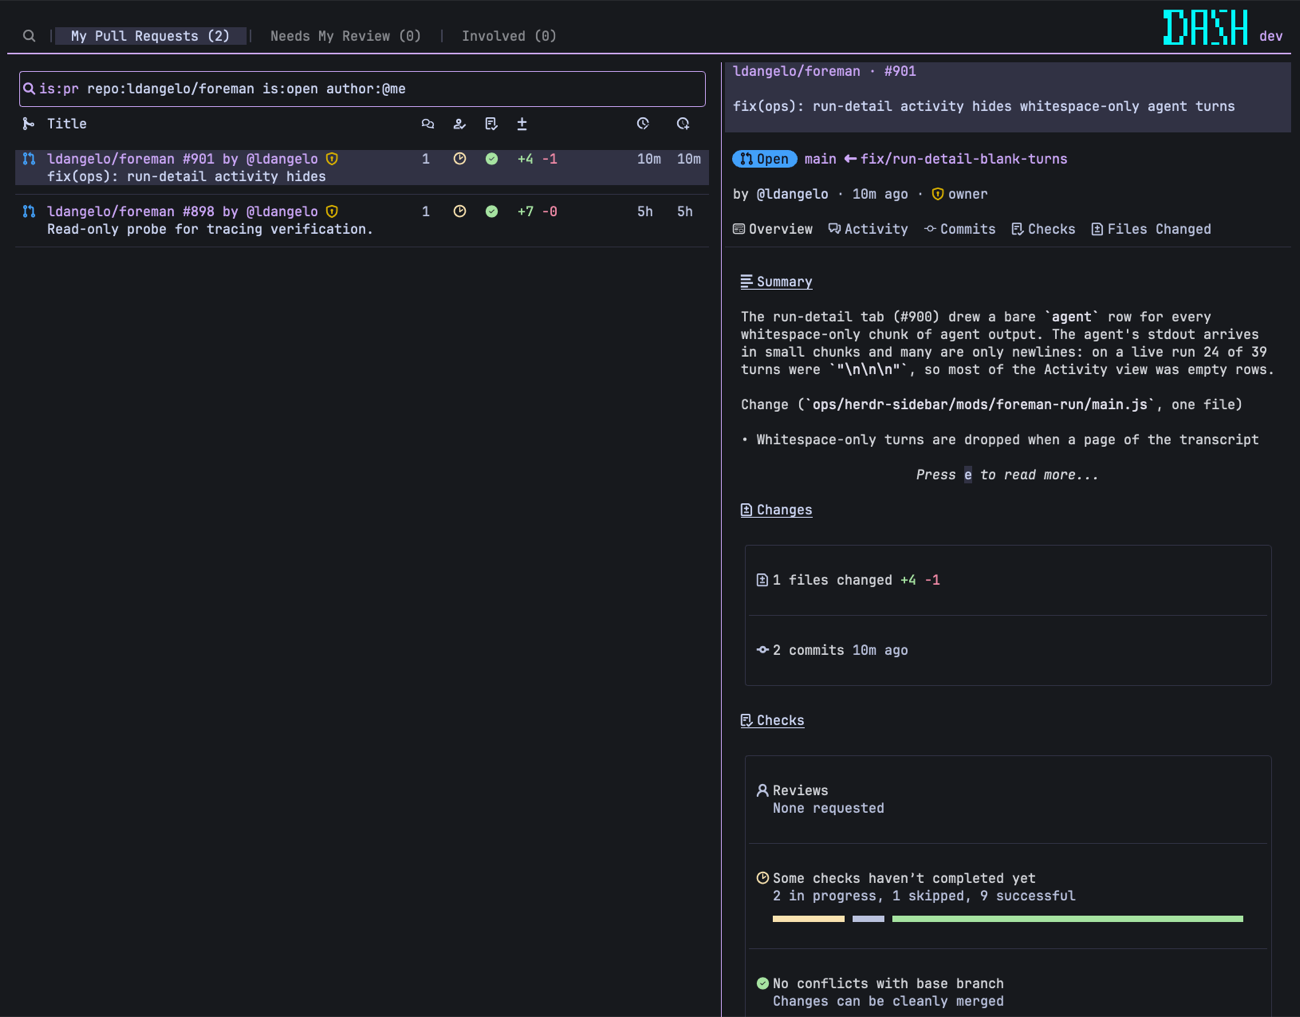 My Pull Requests (2) | Needs My Review (0) | Involved (0)
DASH dev
is:pr repo:ldangelo/foreman is:open author:@me
Title
ldangelo/foreman #901 by @ldangelo 1 +4 -1 10m 10m
fix(ops): run-detail activity hides
ldangelo/foreman #898 by @ldangelo 1 +7 -0 5h 5h
Read-only probe for tracing verification.
ldangelo/foreman · #901
fix(ops): run-detail activity hides whitespace-only agent turns
Open main ← fix/run-detail-blank-turns
by @ldangelo · 10m ago · owner
Overview Activity Commits Checks Files Changed
Summary
The run-detail tab (#900) drew a bare `agent` row for every
whitespace-only chunk of agent output. The agent's stdout arrives
in small chunks and many are only newlines: on a live run 24 of 39
turns were `"\n\n\n"`, so most of the Activity view was empty rows.
Change (`ops/herdr-sidebar/mods/foreman-run/main.js`, one file)
• Whitespace-only turns are dropped when a page of the transcript
Press e to read more...
Changes
1 files changed +4 -1
2 commits 10m ago
Checks
Reviews
None requested
Some checks haven't completed yet
2 in progress, 1 skipped, 9 successful
No conflicts with base branch
Changes can be cleanly merged